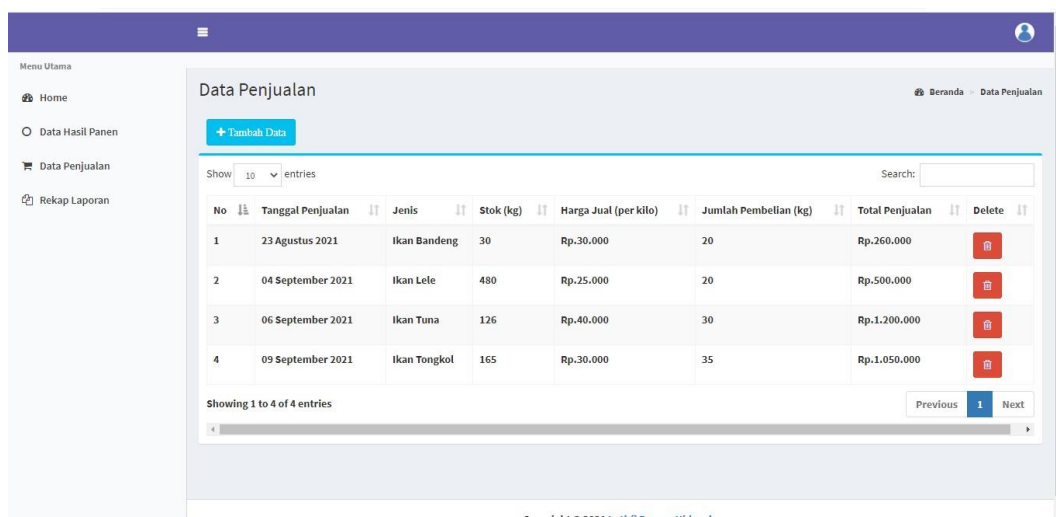 Menu Utama
Home
Data Hasil Panen
Data Penjualan
Rekap Laporan
Data Penjualan
Beranda > Data Penjualan
+ Tambah Data
Show 10 entries
Search:
No Tanggal Penjualan Jenis Stok (kg) Harga Jual (per kilo) Jumlah Pembelian (kg) Total Penjualan Delete
1 23 Agustus 2021 Ikan Bandeng 30 Rp.30.000 20 Rp.260.000
2 04 September 2021 Ikan Lele 480 Rp.25.000 20 Rp.500.000
3 06 September 2021 Ikan Tuna 126 Rp.40.000 30 Rp.1.200.000
4 09 September 2021 Ikan Tongkol 165 Rp.30.000 35 Rp.1.050.000
Showing 1 to 4 of 4 entries
Previous 1 Next